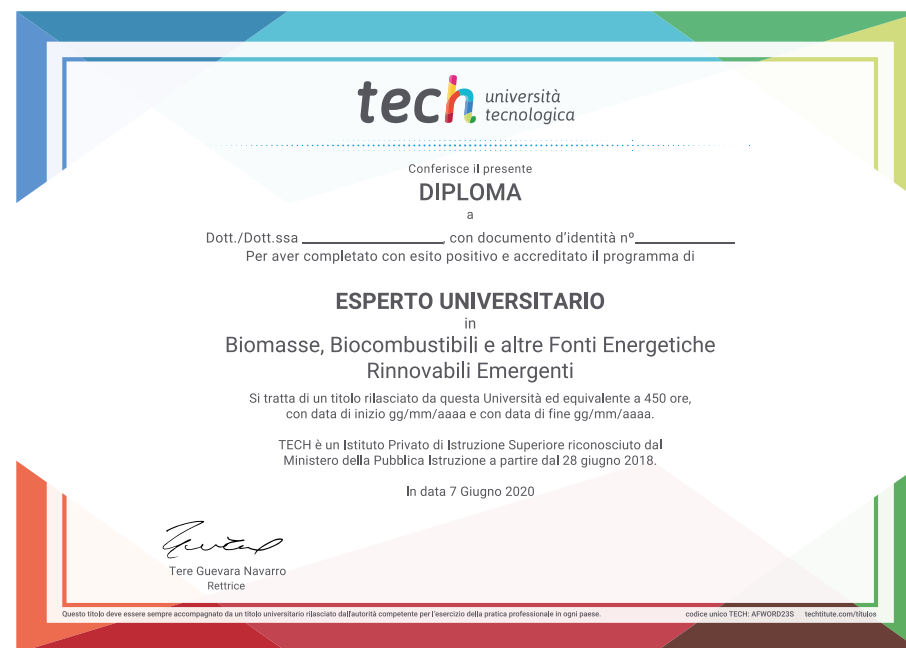 tech università
tecnologica
Conferisce il presente
DIPLOMA
a
Dott./Dott.ssa ____________________, con documento d'identità nº______________
Per aver completato con esito positivo e accreditato il programma di
ESPERTO UNIVERSITARIO
in
Biomasse, Biocombustibili e altre Fonti Energetiche
Rinnovabili Emergenti
Si tratta di un titolo rilasciato da questa Università ed equivalente a 450 ore,
con data di inizio gg/mm/aaaa e con data di fine gg/mm/aaaa.
TECH è un Istituto Privato di Istruzione Superiore riconosciuto dal
Ministero della Pubblica Istruzione a partire dal 28 giugno 2018.
In data 7 Giugno 2020
Tere Guevara Navarro
Rettrice
Questo titolo deve essere sempre accompagnato da un titolo universitario rilasciato dall'autorità competente per l'esercizio della pratica professionale in ogni paese. codice unico TECH: AFWORD23S techtitute.com/titulos